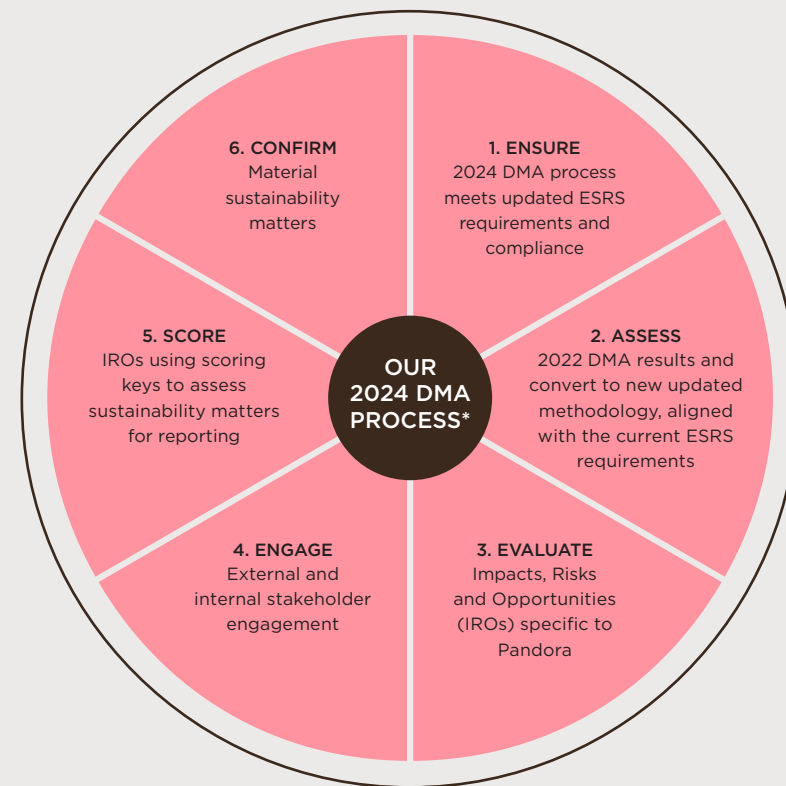 OUR
2024 DMA
PROCESS*
1. ENSURE
2024 DMA process
meets updated ESRS
requirements and
compliance
2. ASSESS
2022 DMA results and
convert to new updated
methodology, aligned
with the current ESRS
requirements
3. EVALUATE
Impacts, Risks
and Opportunities
(IROs) specific to
Pandora
4. ENGAGE
External and
internal stakeholder
engagement
5. SCORE
IROs using scoring
keys to assess
sustainability matters
for reporting
6. CONFIRM
Material
sustainability
matters